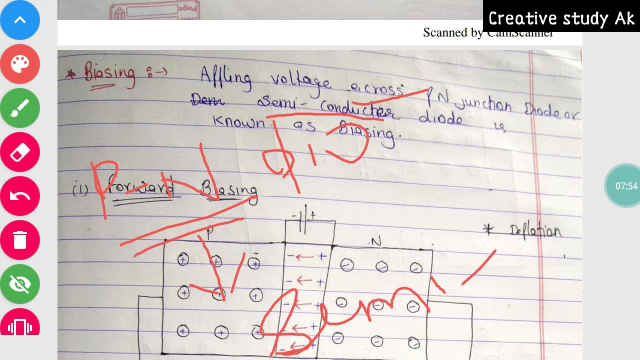 Creative study Ak
Scanned by CamScanner
* Biasing :-> Affling voltage across PN junction Diode or
semi-conductor diode is
known as Biasing.
P-N
(i) Forward Biasing
- +
P
N
* Deflation
07:54